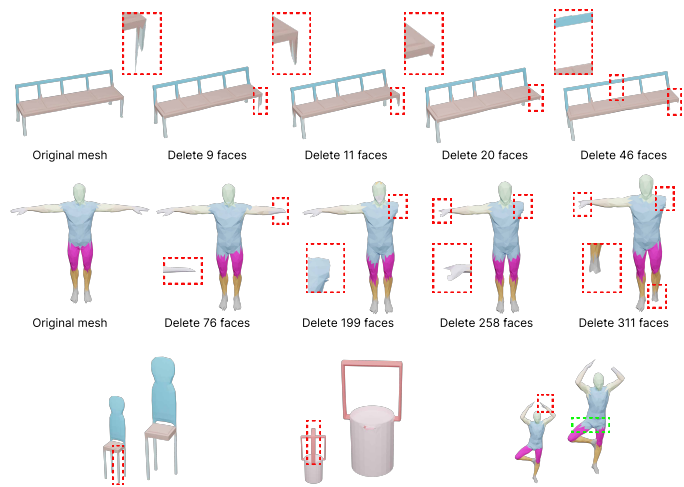 Original mesh Delete 9 faces Delete 11 faces Delete 20 faces Delete 46 faces
Original mesh Delete 76 faces Delete 199 faces Delete 258 faces Delete 311 faces